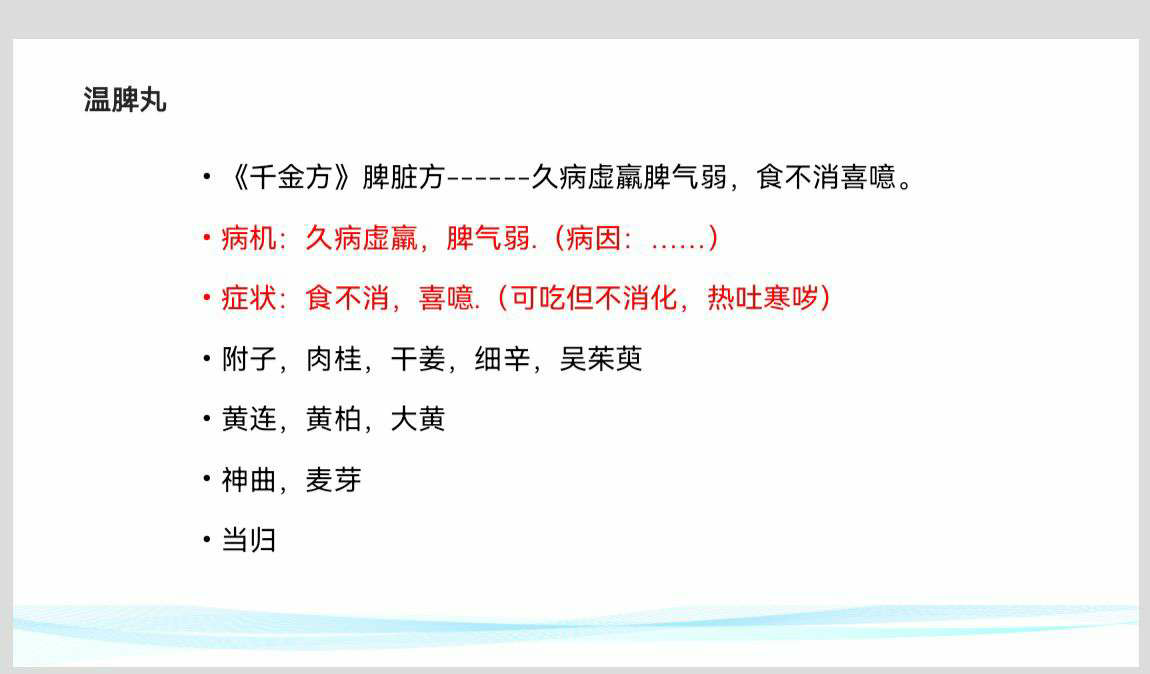 温脾丸
•《千金方》脾脏方------久病虚羸脾气弱，食不消喜噫。
• 病机：久病虚羸，脾气弱.（病因：……）
• 症状：食不消，喜噫.（可吃但不消化，热吐寒哕）
• 附子，肉桂，干姜，细辛，吴茱萸
• 黄连，黄柏，大黄
• 神曲，麦芽
• 当归